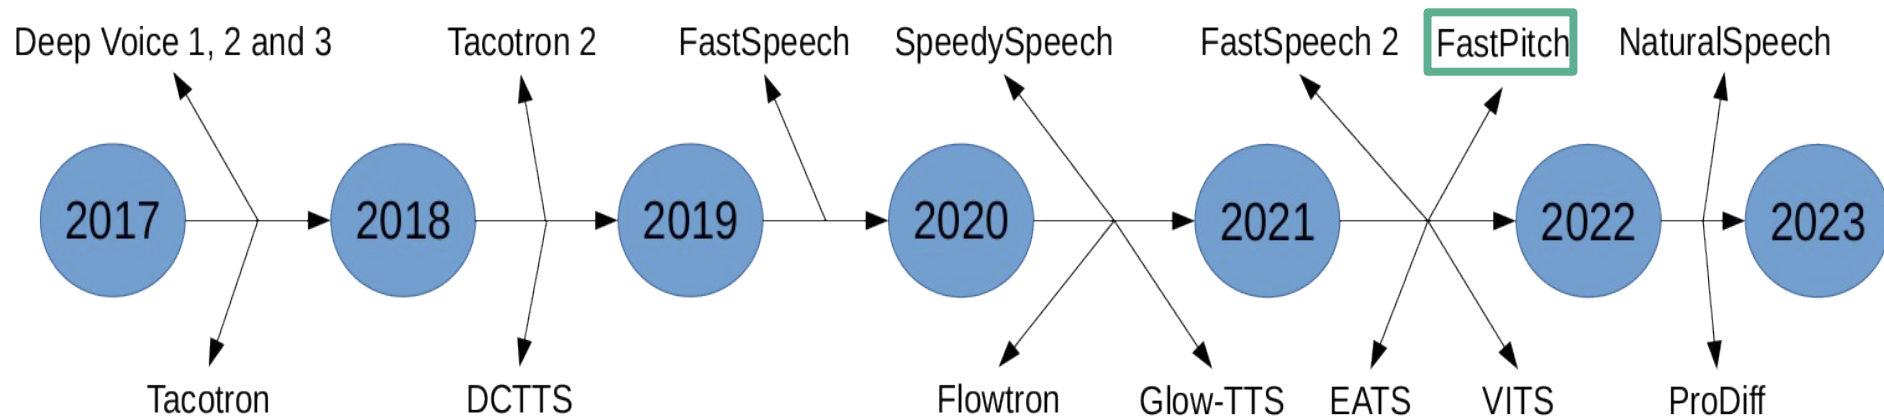 Deep Voice 1, 2 and 3
Tacotron 2
FastSpeech
SpeedySpeech
FastSpeech 2
FastPitch
NaturalSpeech
2017
2018
2019
2020
2021
2022
2023
Tacotron
DCTTS
Flowtron
Glow-TTS
EATS
VITS
ProDiff